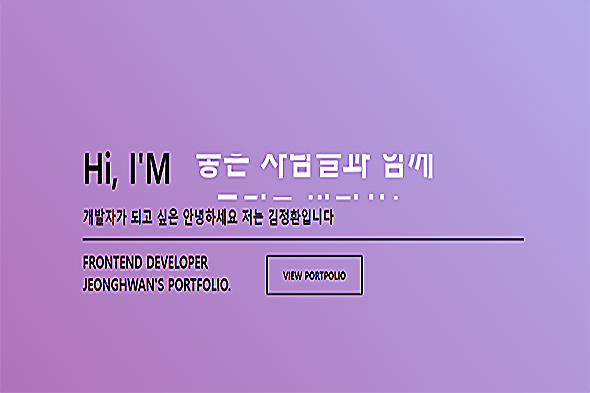 Hi, I'M 좋은 사람들과 함께
개발자가 되고 싶은 안녕하세요 저는 김정환입니다
FRONTEND DEVELOPER
JEONGHWAN'S PORTFOLIO.
VIEW PORTFOLIO